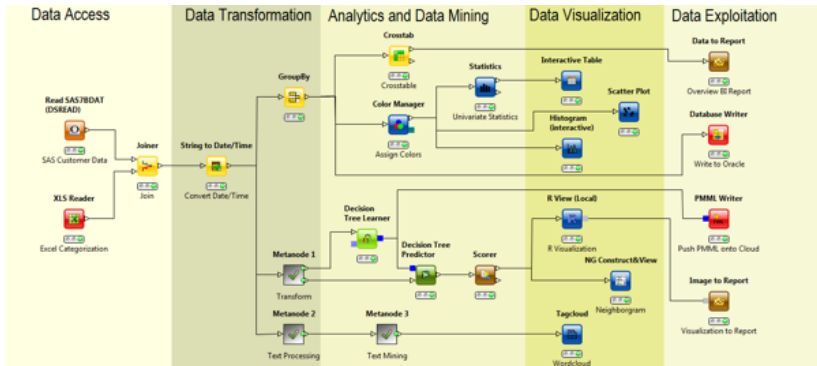 Data Access
Data Transformation
Analytics and Data Mining
Data Visualization
Data Exploitation
Read SAS7BDAT
(DSREAD)
SAS Customer Data
XLS Reader
Excel Categorization
Joiner
Join
String to Date/Time
Convert Date/Time
GroupBy
Metanode 1
Transform
Metanode 2
Text Processing
Crosstab
Crosstable
Color Manager
Assign Colors
Statistics
Univariate Statistics
Decision
Tree Learner
Decision Tree
Predictor
Scorer
Metanode 3
Text Mining
Interactive Table
Scatter Plot
Histogram
(Interactive)
R View (Local)
R Visualization
NG Construct&View
Neighborgram
Tagcloud
Wordcloud
Data to Report
Overview BI Report
Database Writer
Write to Oracle
PMML Writer
Push PMML onto Cloud
Image to Report
Visualization to Report